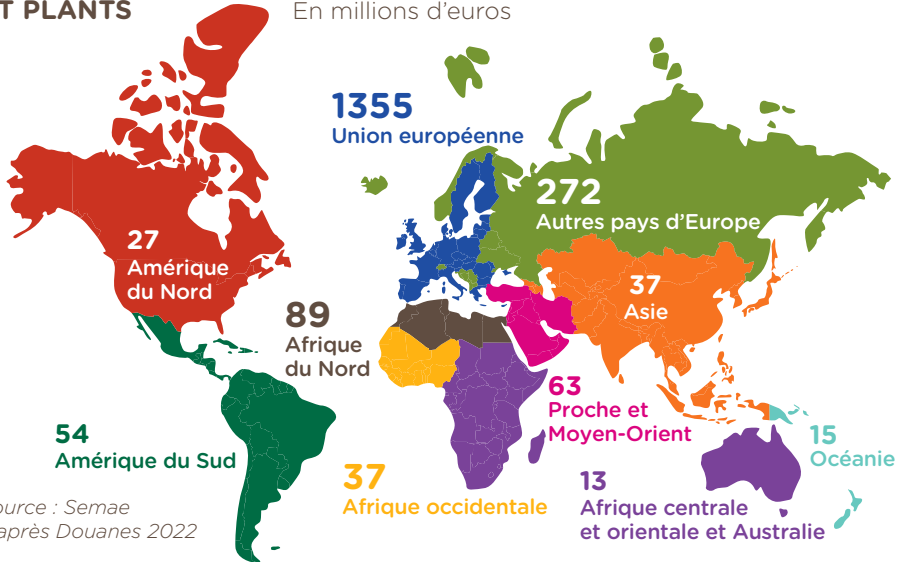 T PLANTS
En millions d’euros
1355
Union européenne
272
Autres pays d’Europe
27
Amérique
du Nord
37
Asie
89
Afrique
du Nord
63
Proche et
Moyen-Orient
54
Amérique du Sud
15
Océanie
37
Afrique occidentale
13
Afrique centrale
et orientale et Australie
ource : Semae
après Douanes 2022